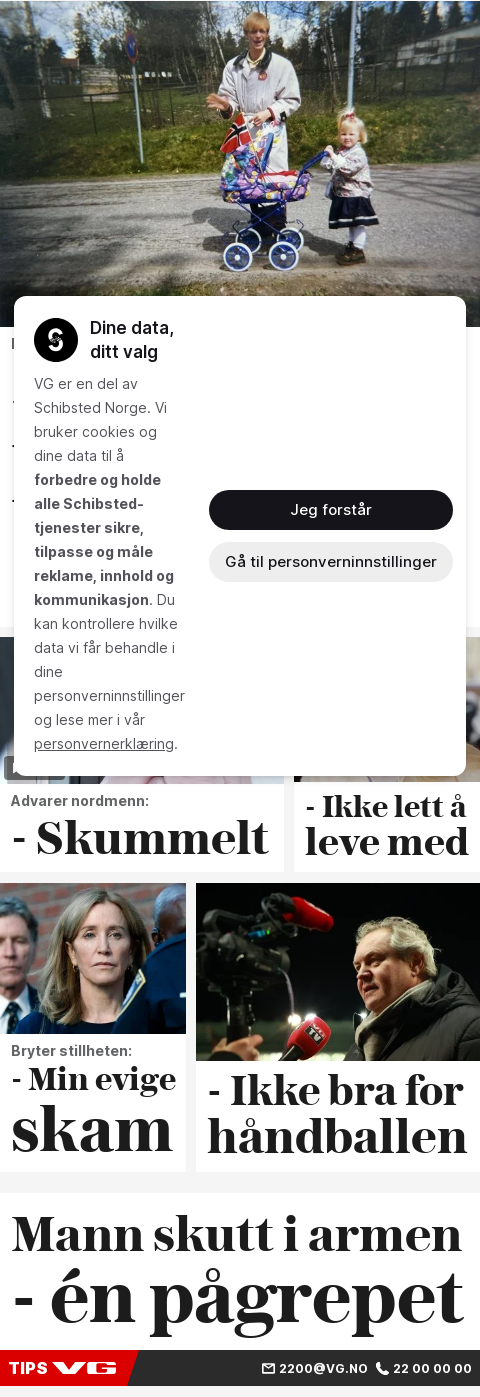 Dine data,
ditt valg
VG er en del av
Schibsted Norge. Vi
bruker cookies og
dine data til å
forbedre og holde
alle Schibsted-
tjenester sikre,
tilpasse og måle
reklame, innhold og
kommunikasjon. Du
kan kontrollere hvilke
data vi får behandle i
dine
personverninnstillinger
og lese mer i vår
personvernerklæring.
Jeg forstår
Gå til personverninnstillinger
Advarer nordmenn:
- Skummelt
- Ikke lett å
leve med
Bryter stillheten:
- Min evige
skam
VG
TV
- Ikke bra for
håndballen
Mann skutt i armen
- én pågrepet
TIPS VG
2200@VG.NO 22 00 00 00